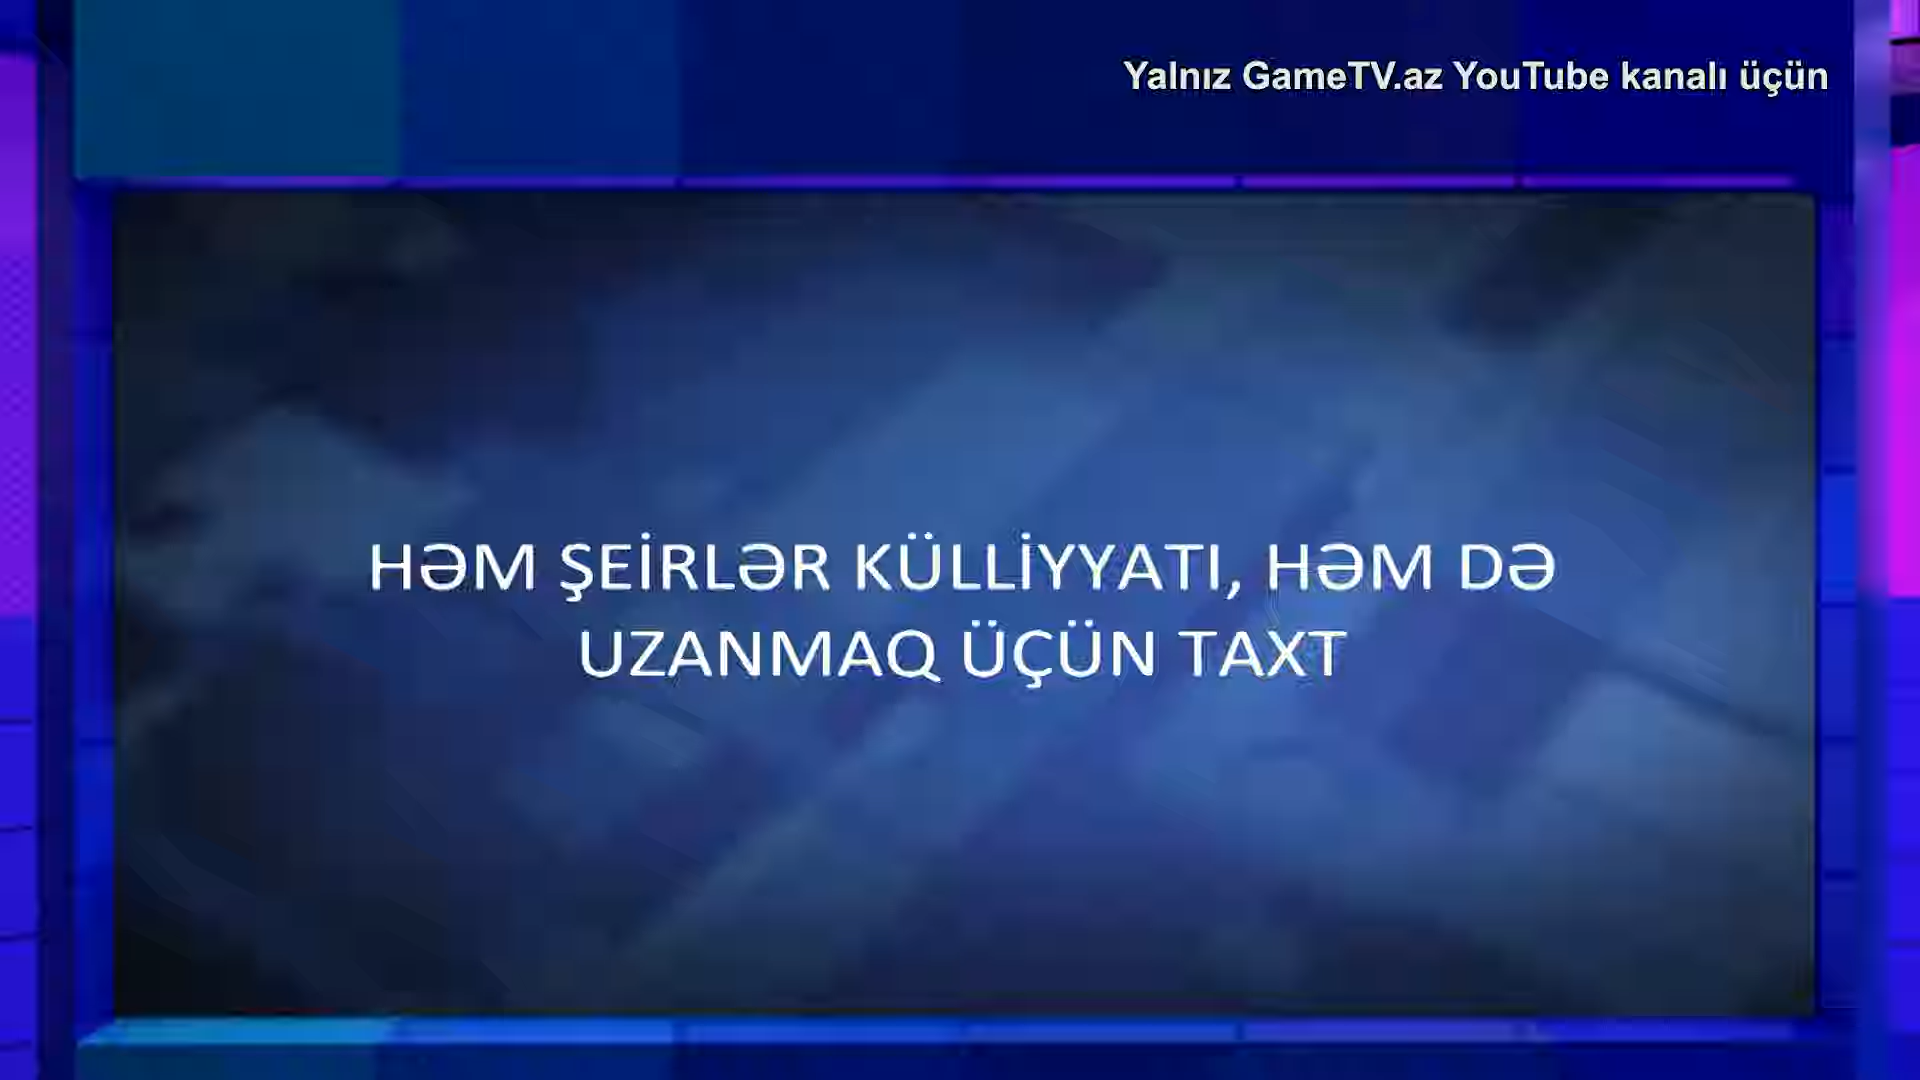 Yalnız GameTV.az YouTube kanalı üçün
HƏM ŞEİRLƏR KÜLLİYYATI, HƏM DƏ
UZANMAQ ÜÇÜN TAXT